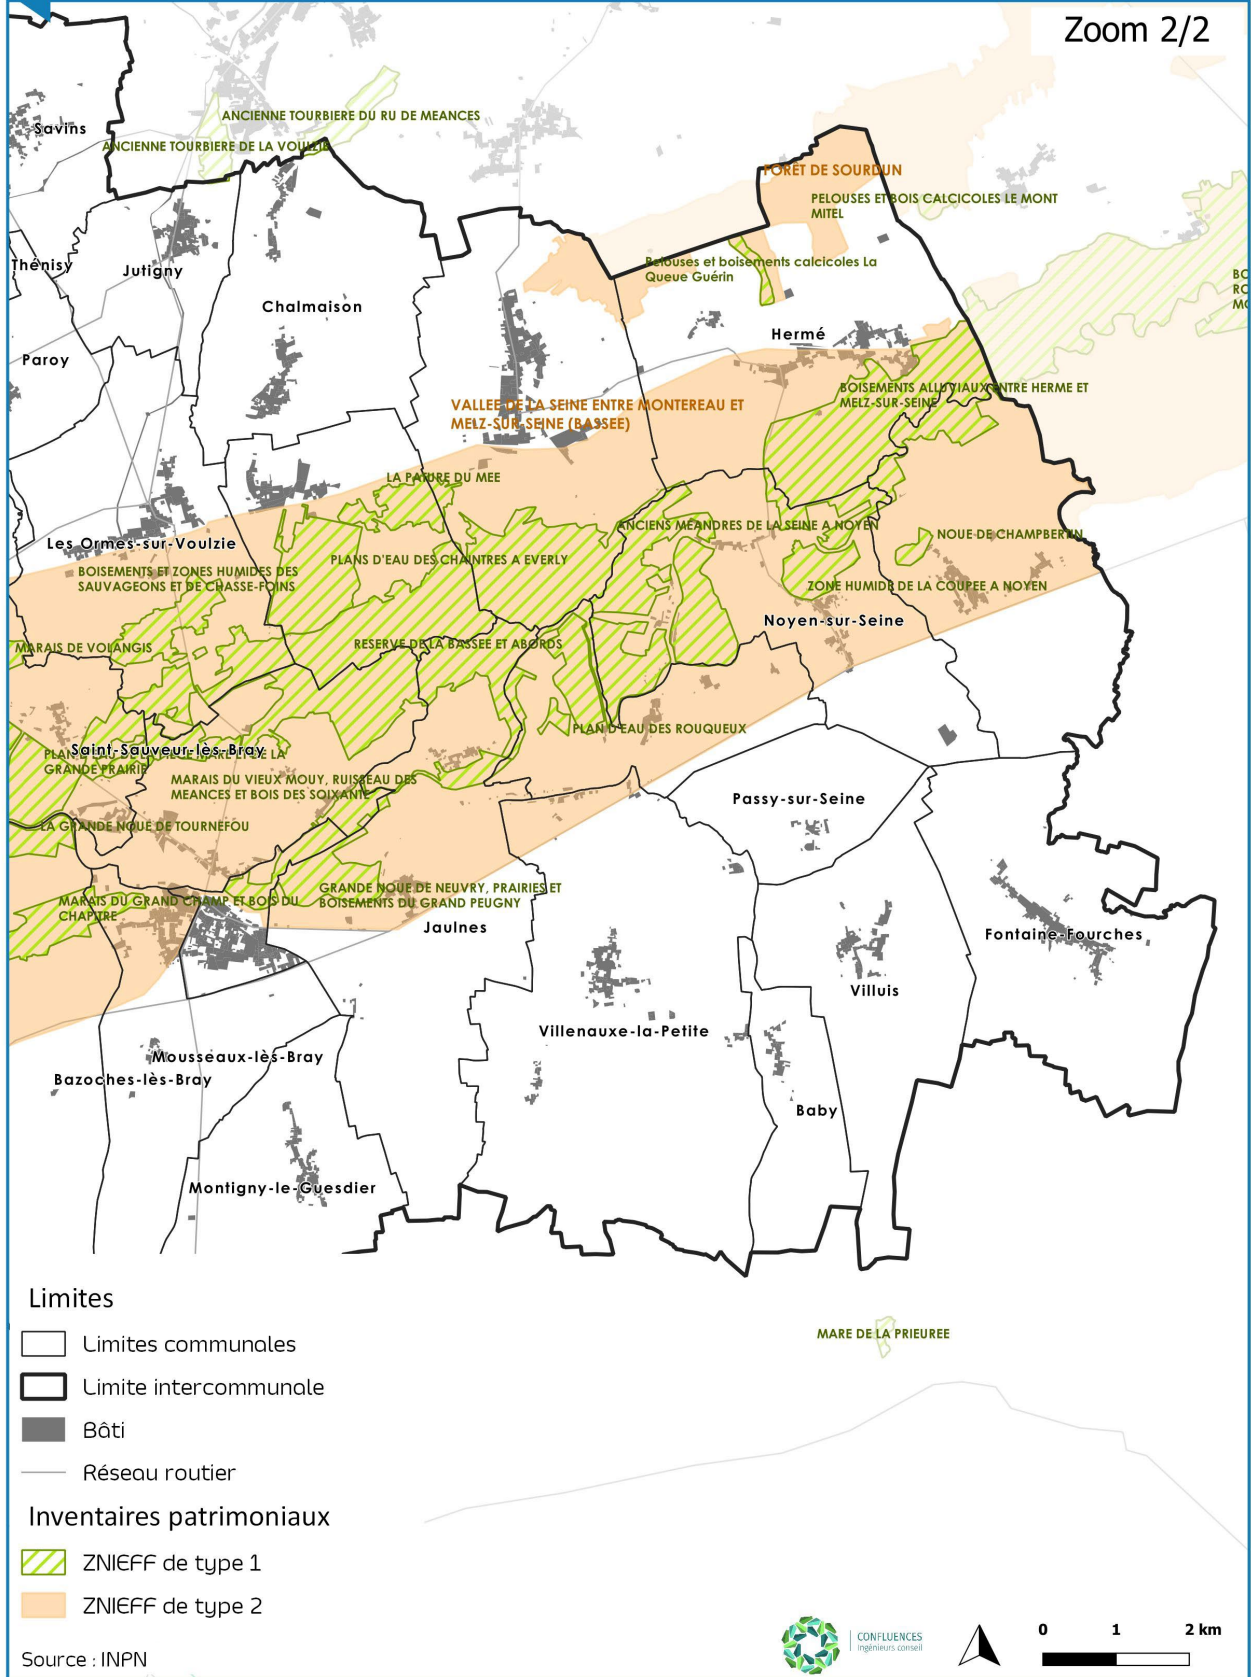 Zoom 2/2
ANCIENNE TOURBIERE DU RU DE MEANCES
Savins
ANCIENNE TOURBIERE DE LA VOULZIE
FORÊT DE SOURDUN
PELOUSES ET BOIS CALCICOLES LE MONT
MITEL
Thénisy
Jutigny
Pelouses et boisements calcicoles La
Queue Guérin
Chalmaison
Hermé
Paroy
BOISEMENTS ALLUVIAUX ENTRE HERME ET
MELZ-SUR-SEINE
VALLEE DE LA SEINE ENTRE MONTEREAU ET
MELZ-SUR-SEINE (BASSEE)
LA PATURE DU MEE
ANCIENS MEANDRES DE LA SEINE A NOYEN
NOUE DE CHAMPBERTIN
Les Ormes-sur-Voulzie
PLANS D'EAU DES CHAINTRES A EVERLY
BOISEMENTS ET ZONES HUMIDES DES
SAUVAGEONS ET DE CHASSE-FOINS
ZONE HUMIDE DE LA COUPEE A NOYEN
Noyen-sur-Seine
MARAIS DE VOLANGIS
RESERVE DE LA BASSEE ET ABORDS
PLAN D'EAU DES ROUQUEUX
Saint-Sauveur-lès-Bray
GRANDE PRAIRIE
MARAIS DU VIEUX MOUY, RUISSEAU DES
MEANCES ET BOIS DES SOIXANTE
Passy-sur-Seine
LA GRANDE NOUE DE TOURNEFOU
GRANDE NOUE DE NEUVRY, PRAIRIES ET
BOISEMENTS DU GRAND PEUGNY
MARAIS DU GRAND CHAMP ET BOIS DU
CHAPITRE
Jaulnes
Fontaine-Fourches
Villuis
Villenauxe-la-Petite
Mousseaux-lès-Bray
Bazoches-lès-Bray
Baby
Montigny-le-Guesdier
MARE DE LA PRIEUREE
Limites
Limites communales
Limite intercommunale
Bâti
Réseau routier
Inventaires patrimoniaux
ZNIEFF de type 1
ZNIEFF de type 2
Source : INPN
CONFLUENCES
Ingénieurs conseil
0 1 2 km